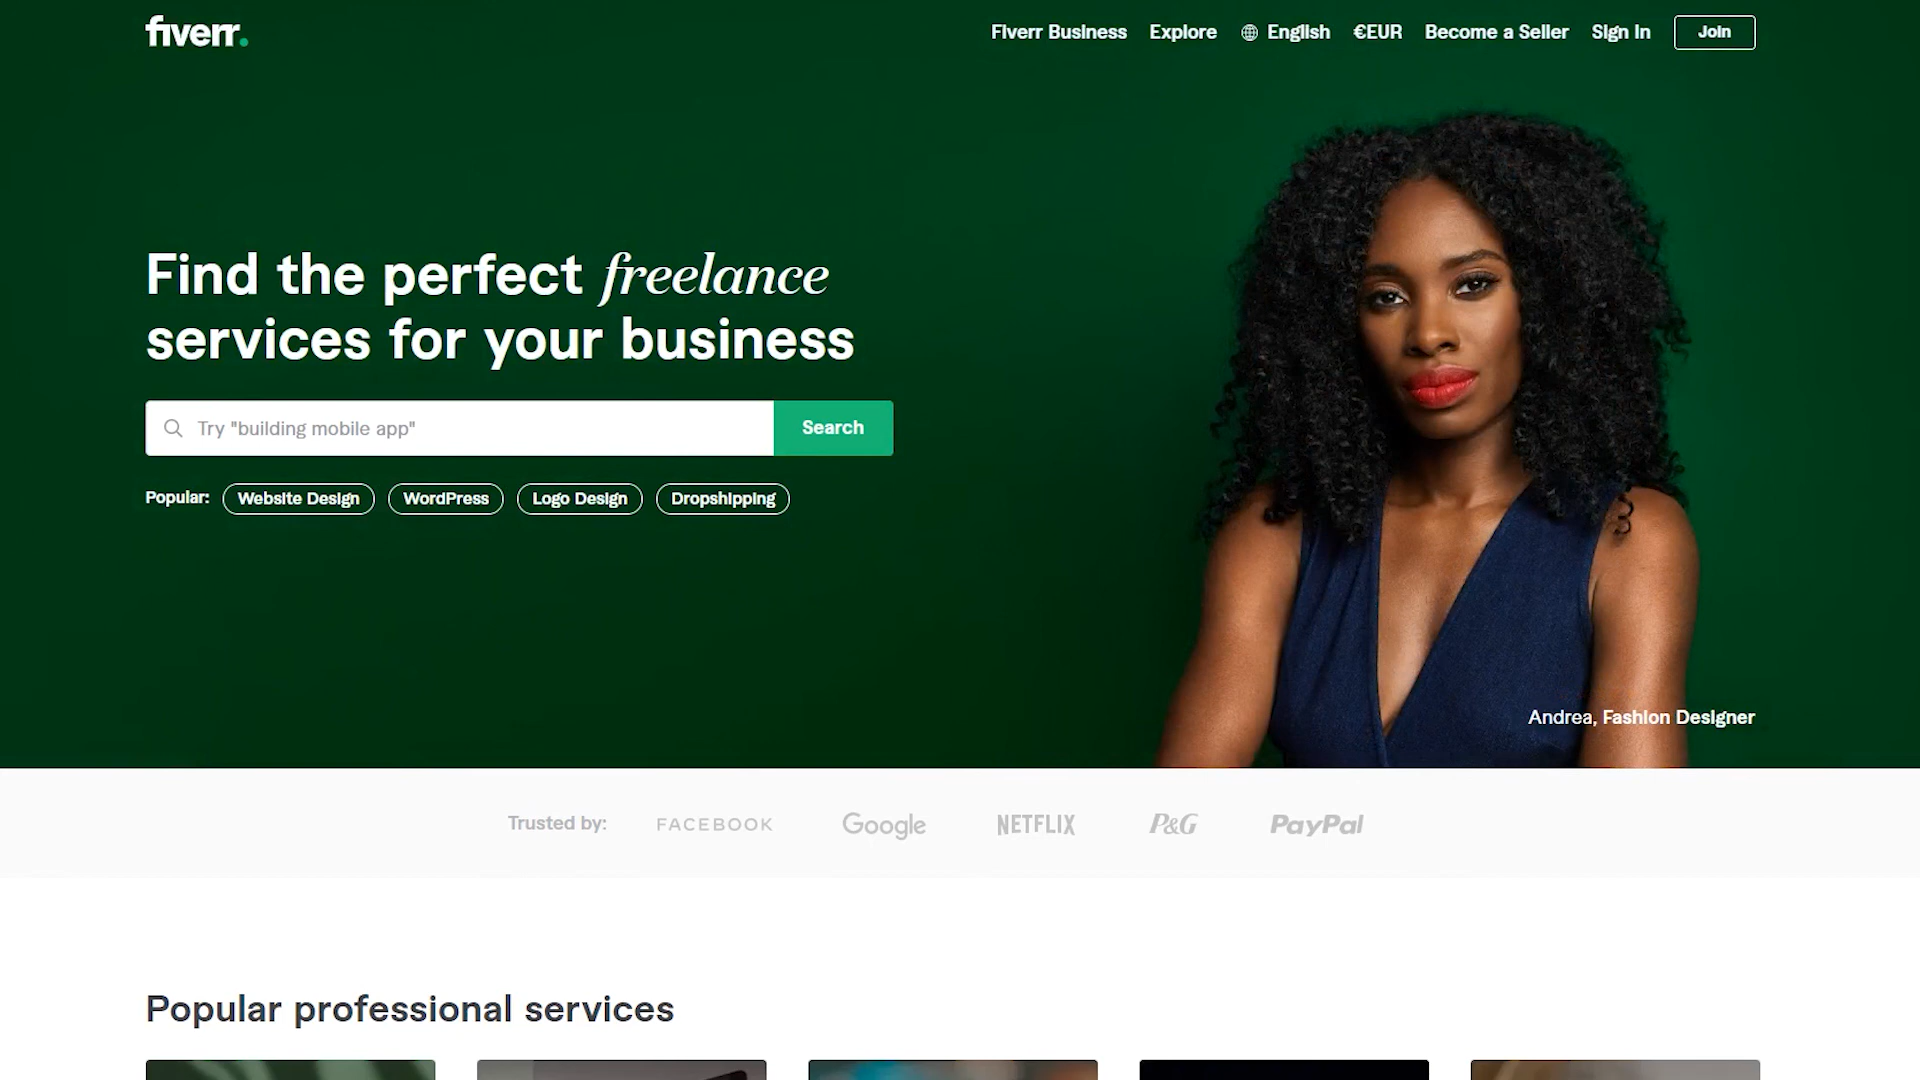 fiverr.
Fiverr Business Explore English €EUR Become a Seller Sign In Join
Find the perfect freelance
services for your business
Try "building mobile app" Search
Popular: Website Design WordPress Logo Design Dropshipping
Andrea, Fashion Designer
Trusted by: FACEBOOK Google NETFLIX P&G PayPal
Popular professional services